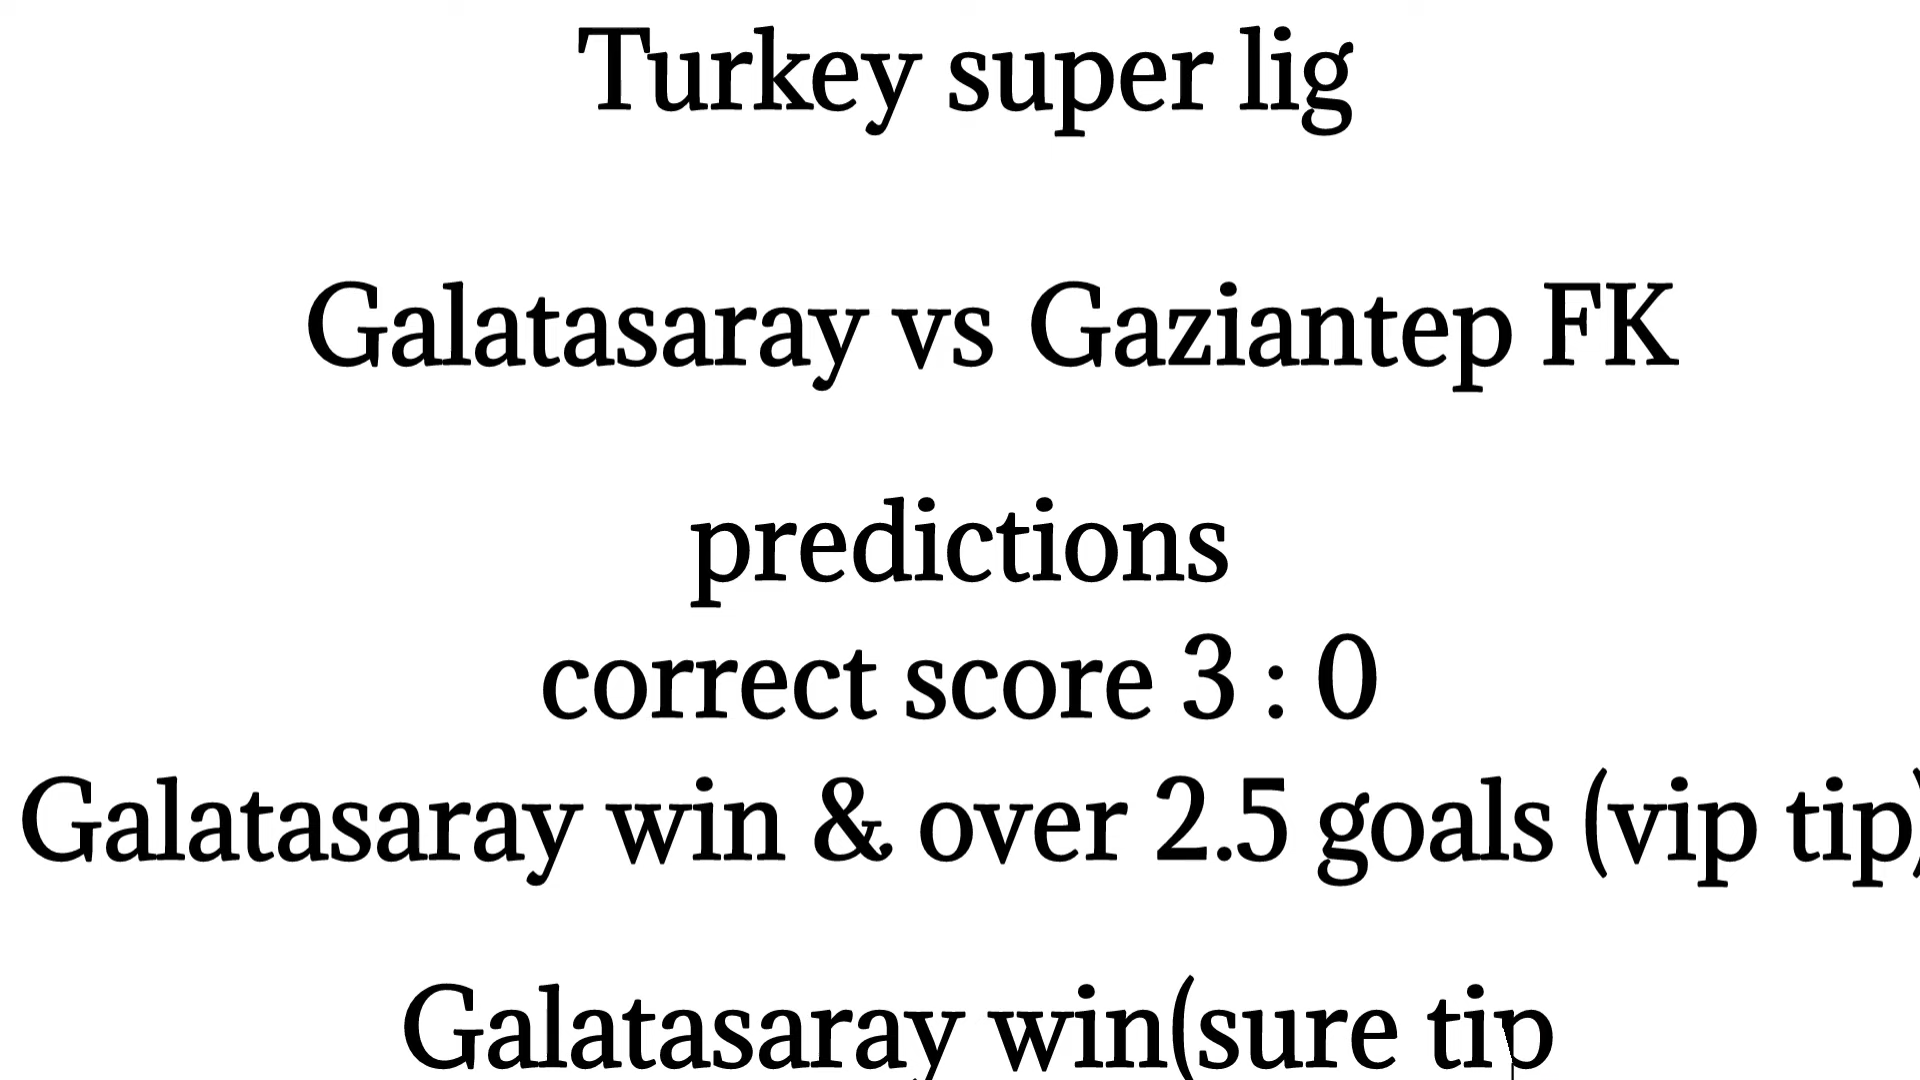 Turkey super lig
Galatasaray vs Gaziantep FK
predictions
correct score 3 : 0
Galatasaray win & over 2.5 goals (vip tip)
Galatasaray win(sure tip